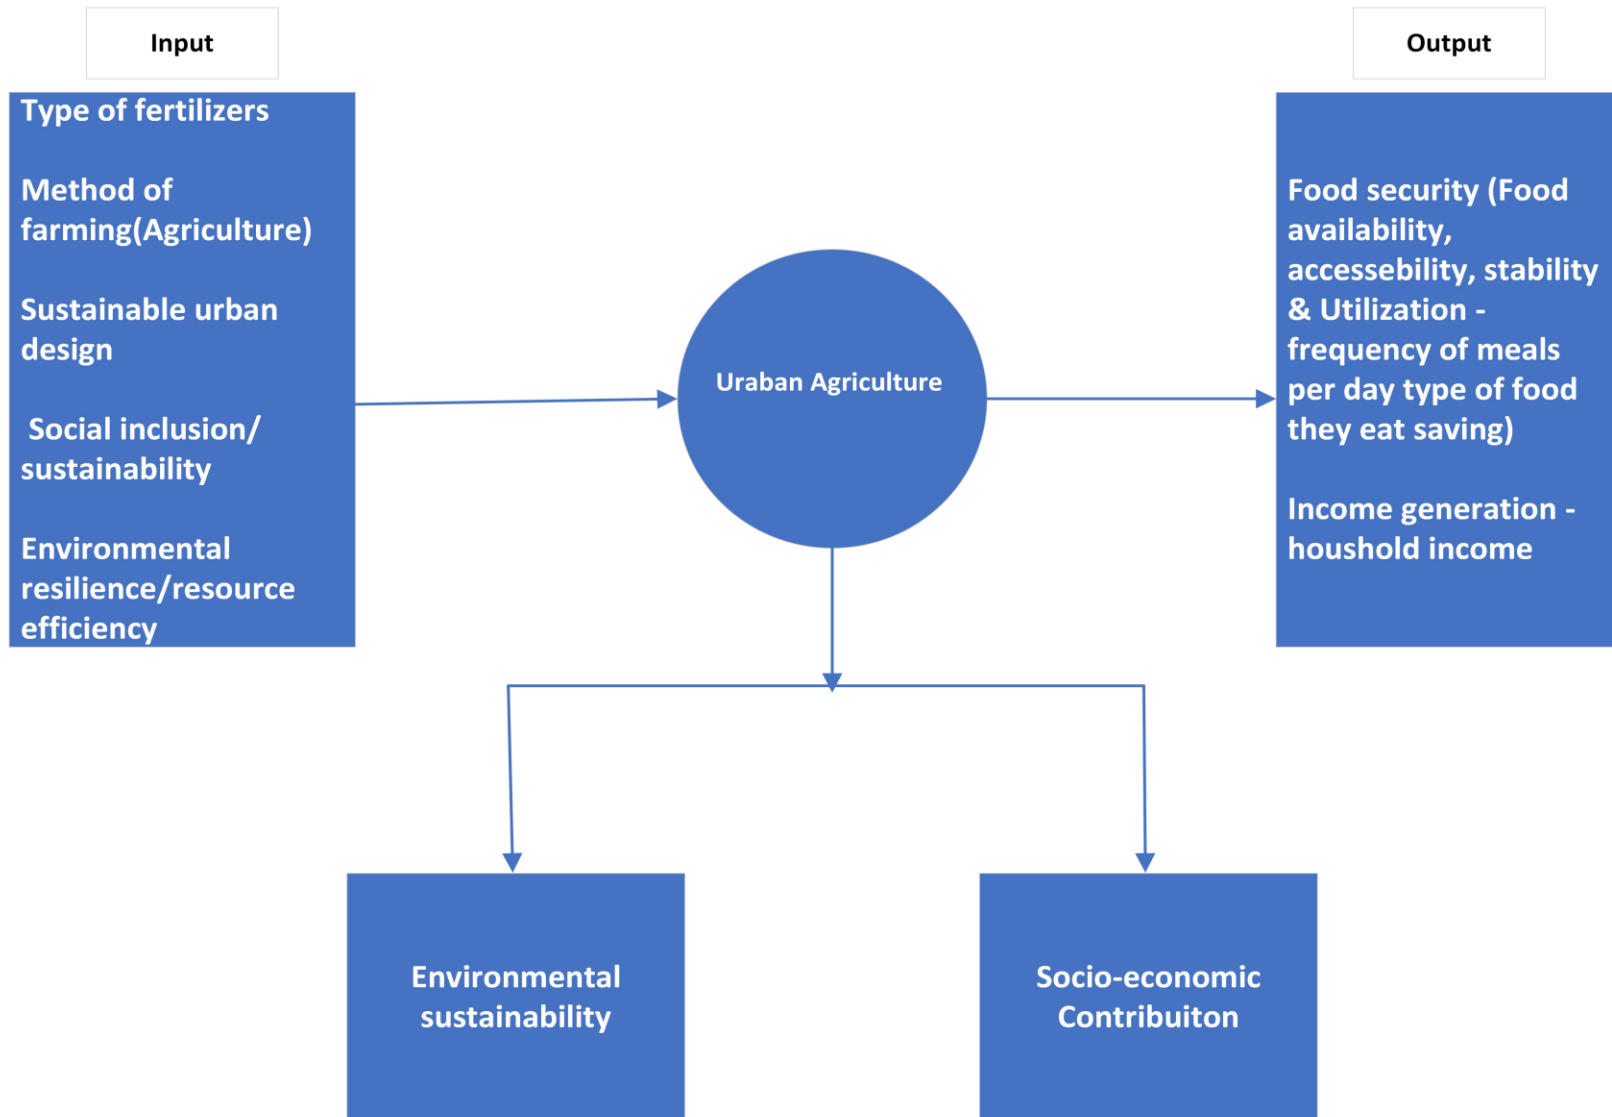 Input
Type of fertilizers
Method of
farming(Agriculture)
Sustainable urban
design
Social inclusion/
sustainability
Environmental
resilience/resource
efficiency
Uraban Agriculture
Output
Food security (Food
availability,
accessebility, stability
& Utilization -
frequency of meals
per day type of food
they eat saving)
Income generation -
houshold income
Environmental
sustainability
Socio-economic
Contribuiton